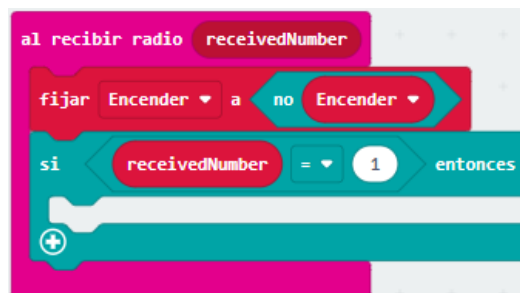 al recibir radio receivedNumber
fijar Encender a no Encender
si receivedNumber = 1 entonces